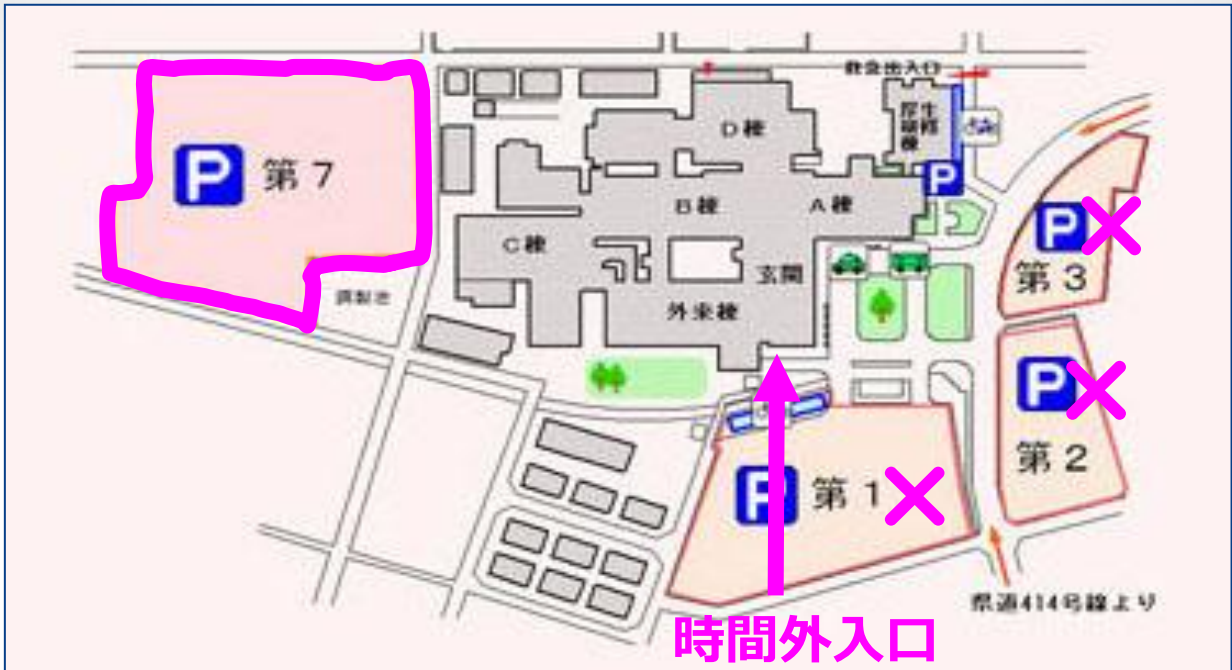 救急出入口
厚生
研修
棟
D棟
P 第7
B棟
A棟
P
C棟
玄関
P
第3
調整池
外来棟
P
第2
P 第1
県道414号線より
時間外入口